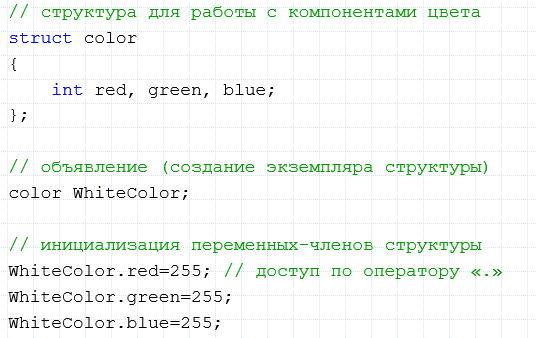 // структура для работы с компонентами цвета
struct color
{
    int red, green, blue;
};

// объявление (создание экземпляра структуры)
color WhiteColor;

// инициализация переменных-членов структуры
WhiteColor.red=255; // доступ по оператору «.»
WhiteColor.green=255;
WhiteColor.blue=255;